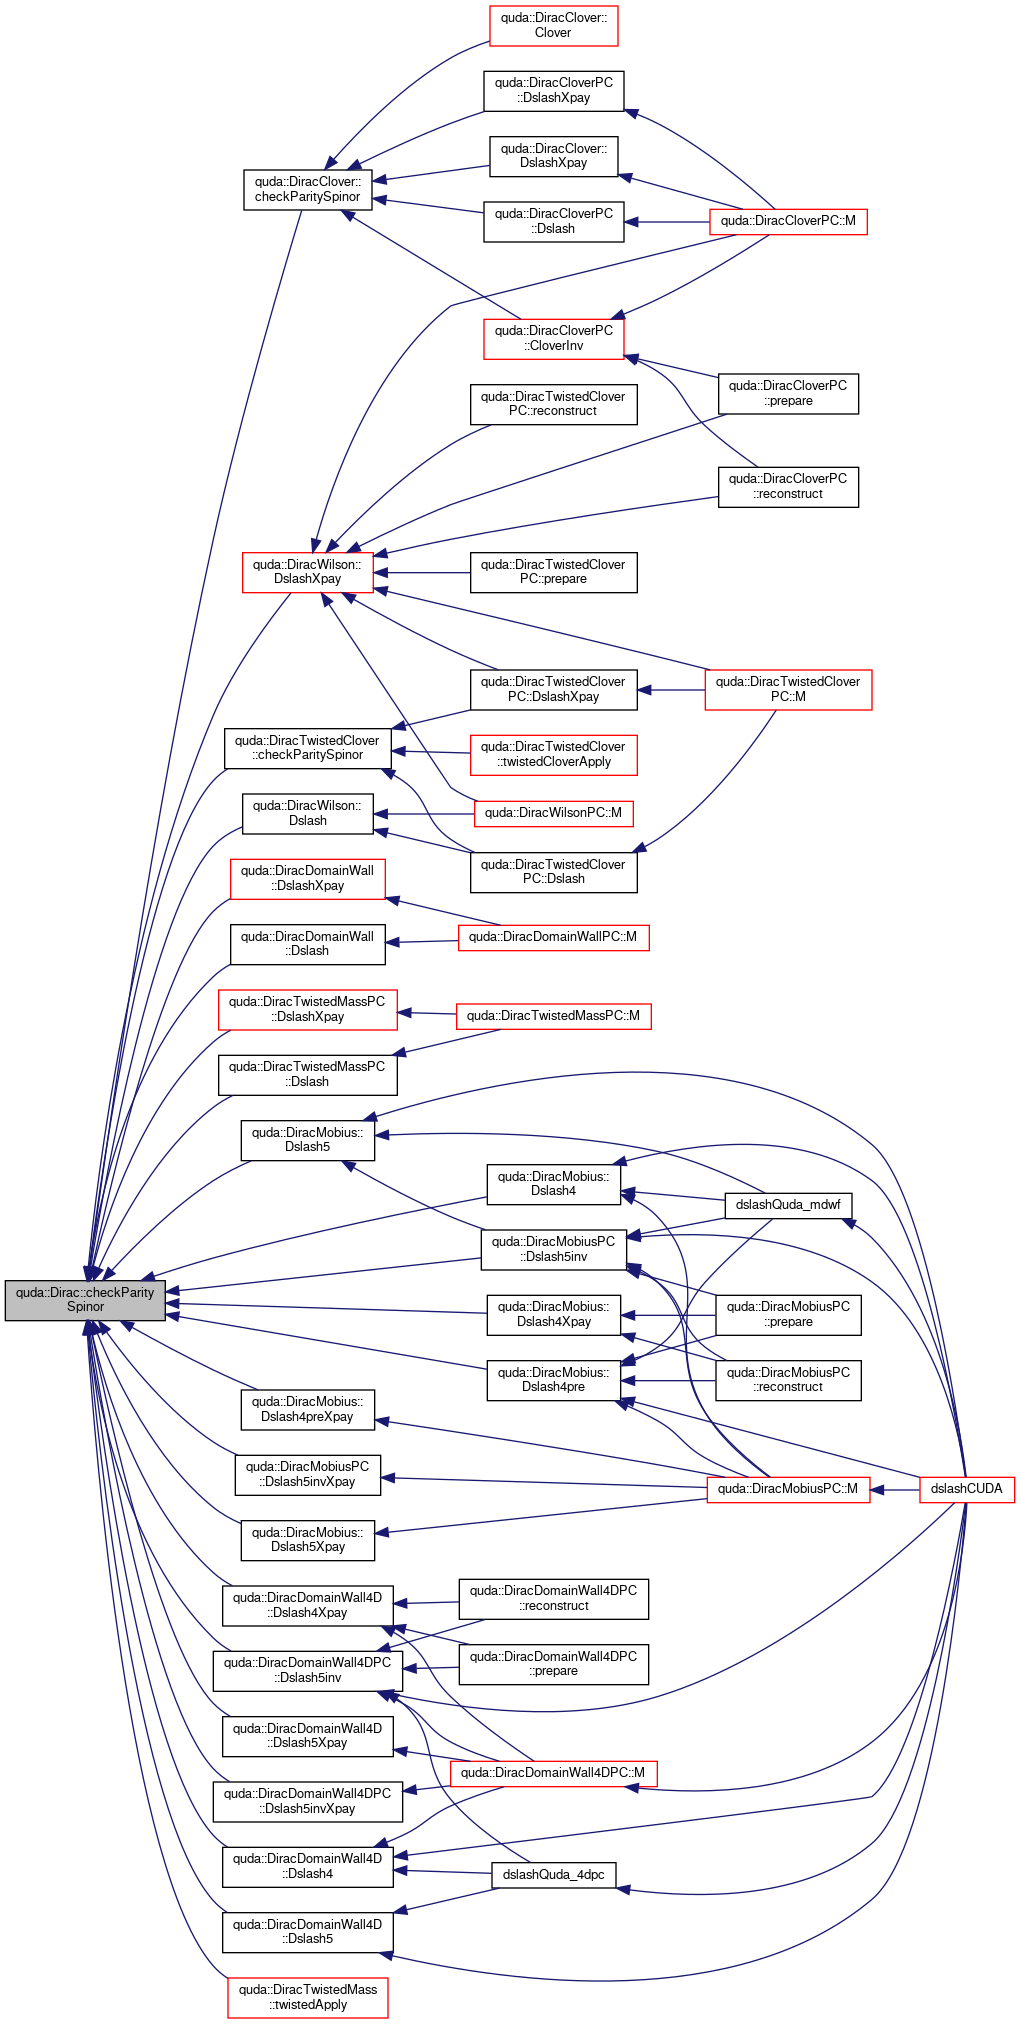 quda::DiracClover::
Clover
quda::DiracCloverPC
::DslashXpay
quda::DiracClover::
DslashXpay
quda::DiracClover::
checkParitySpinor
quda::DiracCloverPC
::Dslash
quda::DiracCloverPC::M
quda::DiracCloverPC
::CloverInv
quda::DiracTwistedClover
PC::reconstruct
quda::DiracCloverPC
::prepare
quda::DiracCloverPC
::reconstruct
quda::DiracWilson::
DslashXpay
quda::DiracTwistedClover
PC::prepare
quda::DiracTwistedClover
PC::DslashXpay
quda::DiracTwistedClover
PC::M
quda::DiracTwistedClover
::checkParitySpinor
quda::DiracTwistedClover
::twistedCloverApply
quda::DiracWilson::
Dslash
quda::DiracWilsonPC::M
quda::DiracTwistedClover
PC::Dslash
quda::DiracDomainWall
::DslashXpay
quda::DiracDomainWall
::Dslash
quda::DiracDomainWallPC::M
quda::DiracTwistedMassPC
::DslashXpay
quda::DiracTwistedMassPC::M
quda::DiracTwistedMassPC
::Dslash
quda::DiracMobius::
Dslash5
quda::DiracMobius::
Dslash4
dslashQuda_mdwf
quda::DiracMobiusPC
::Dslash5inv
quda::Dirac::checkParity
Spinor
quda::DiracMobius::
Dslash4Xpay
quda::DiracMobiusPC
::prepare
quda::DiracMobius::
Dslash4pre
quda::DiracMobiusPC
::reconstruct
quda::DiracMobius::
Dslash4preXpay
quda::DiracMobiusPC
::Dslash5invXpay
quda::DiracMobiusPC::M
dslashCUDA
quda::DiracMobius::
Dslash5Xpay
quda::DiracDomainWall4D
::Dslash4Xpay
quda::DiracDomainWall4DPC
::reconstruct
quda::DiracDomainWall4DPC
::Dslash5inv
quda::DiracDomainWall4DPC
::prepare
quda::DiracDomainWall4D
::Dslash5Xpay
quda::DiracDomainWall4DPC::M
quda::DiracDomainWall4DPC
::Dslash5invXpay
quda::DiracDomainWall4D
::Dslash4
dslashQuda_4dpc
quda::DiracDomainWall4D
::Dslash5
quda::DiracTwistedMass
::twistedApply